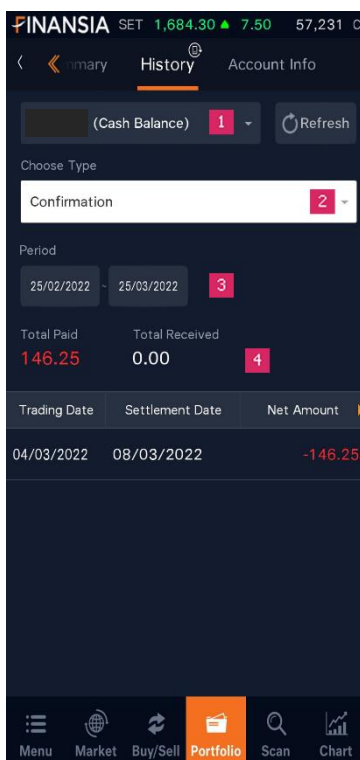 FINANSIA SET 1,684.30 ▲ 7.50 57,231
mmary History Account Info
(Cash Balance) 1 Refresh
Choose Type
Confirmation 2
Period
25/02/2022 ~ 25/03/2022 3
Total Paid Total Received
146.25 0.00 4
Trading Date Settlement Date Net Amount
04/03/2022 08/03/2022 -146.25
Menu Market Buy/Sell Portfolio Scan Chart